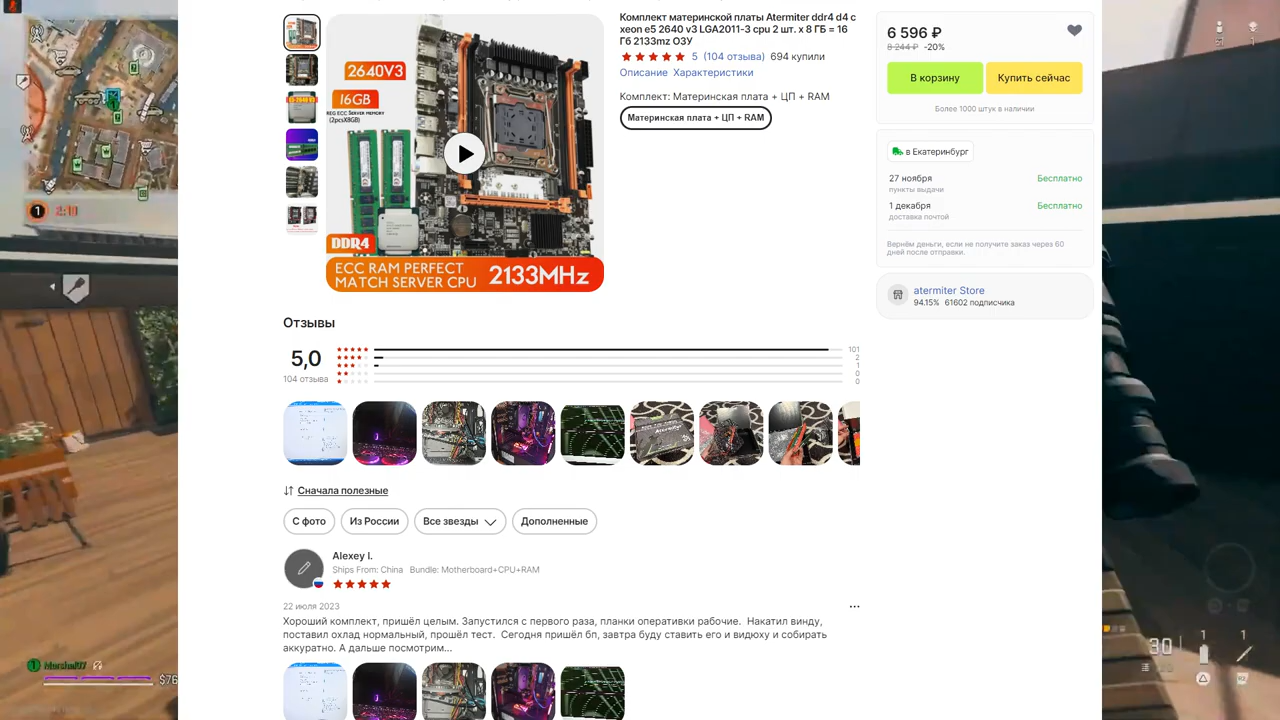 2640V3
16GB
REG ECC SERVER MEMORY
(2pcsX8GB)
DDR4
ECC RAM PERFECT
MATCH SERVER CPU 2133MHz
Комплект материнской платы Atermiter ddr4 d4 с
xeon e5 2640 v3 LGA2011-3 cpu 2 шт. x 8 ГБ = 16
Гб 2133mz ОЗУ
5 (104 отзыва) 694 купили
Описание Характеристики
Комплект: Материнская плата + ЦП + RAM
Материнская плата + ЦП + RAM
6 596 ₽
8 244 ₽ -20%
В корзину
Купить сейчас
Более 1000 штук в наличии
в Екатеринбург
27 ноября Бесплатно
пункты выдачи
1 декабря Бесплатно
доставка почтой
Вернём деньги, если не получите заказ через 60
дней после отправки.
atermiter Store
94.15% 61602 подписчика
Отзывы
5,0
104 отзыва
101
2
1
0
0
Сначала полезные
С фото
Из России
Все звезды
Дополненные
Alexey I.
Ships From: China Bundle: Motherboard+CPU+RAM
22 июля 2023
Хороший комплект, пришёл целым. Запустился с первого раза, планки оперативки рабочие. Накатил винду,
поставил охлад нормальный, прошёл тест. Сегодня пришёл бп, завтра буду ставить его и видюху и собирать
аккуратно. А дальше посмотрим...
1
Marshal07
$76
30
1